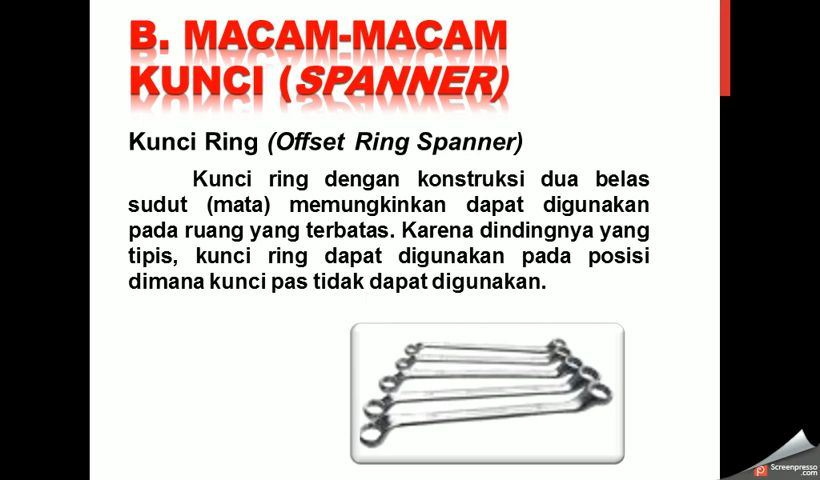 B. MACAM-MACAM
KUNCI (SPANNER)
Kunci Ring (Offset Ring Spanner)
Kunci ring dengan konstruksi dua belas
sudut (mata) memungkinkan dapat digunakan
pada ruang yang terbatas. Karena dindingnya yang
tipis, kunci ring dapat digunakan pada posisi
dimana kunci pas tidak dapat digunakan.
Screenpresso
.com